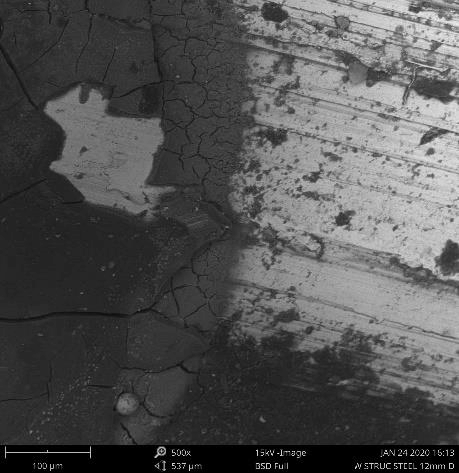 500x 15kV -Image JAN 24 2020 16:13
100 µm 537 µm BSD Full STRUC STEEL 12mm D